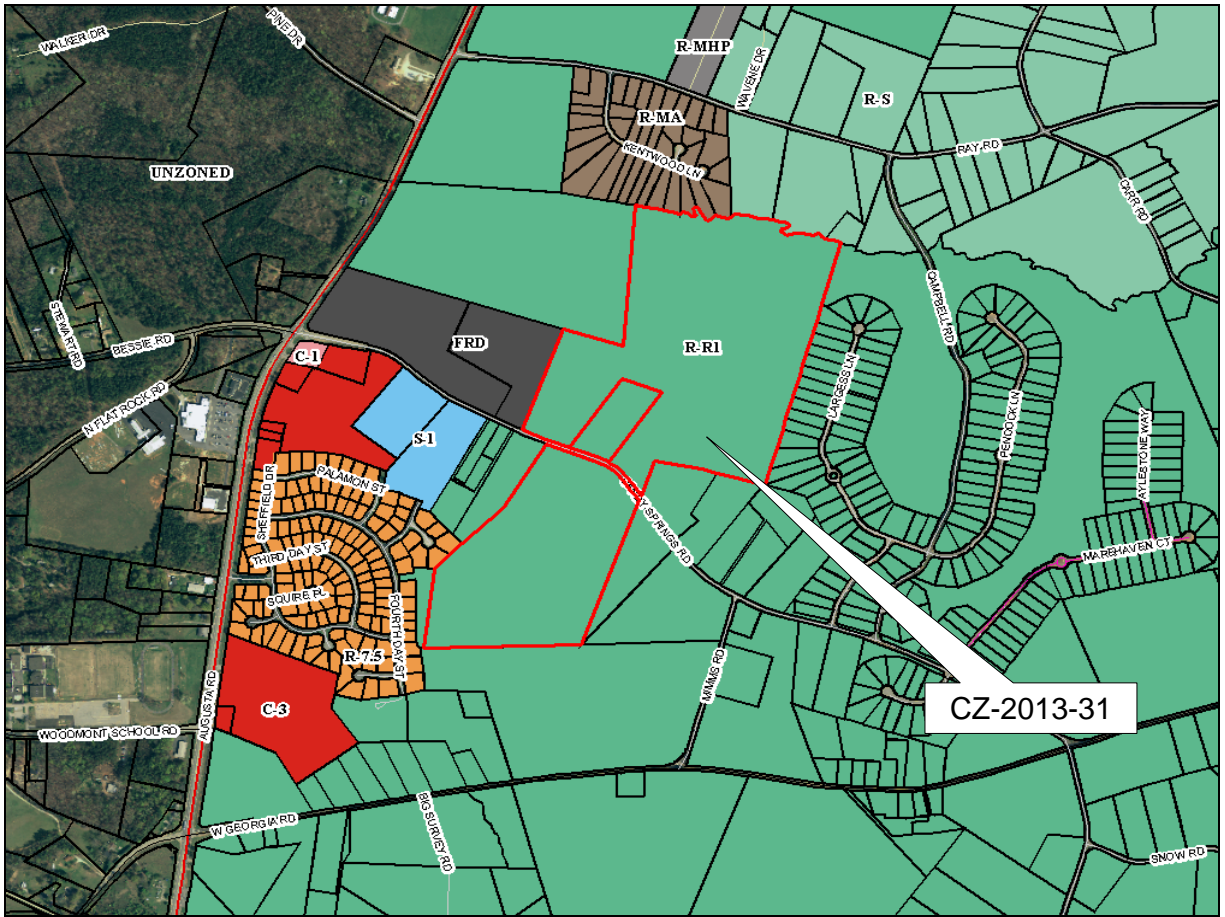 WALKER DR
PINE DR
R-MHP
WAVENE DR
R-S
R-MA
KENTWOOD LN
RAY RD
UNZONED
CARR RD
CAMPBELL RD
STEWART RD
BESSIE RD
FRD
R-R1
C-1
N FLAT ROCK RD
LARGESS LN
PENDOCK LN
S-1
AYLESTONE WAY
PALAMON ST
SHEFFIELD DR
SPRINGS RD
THIRD DAY ST
MAREHAVEN CT
SQUIRE PL
FOURTH DAY ST
R-7.5
MIMMS RD
AUGUSTA RD
C-3
CZ-2013-31
WOODMONT SCHOOL RD
W GEORGIA RD
BIG SURVEY RD
SNOW RD